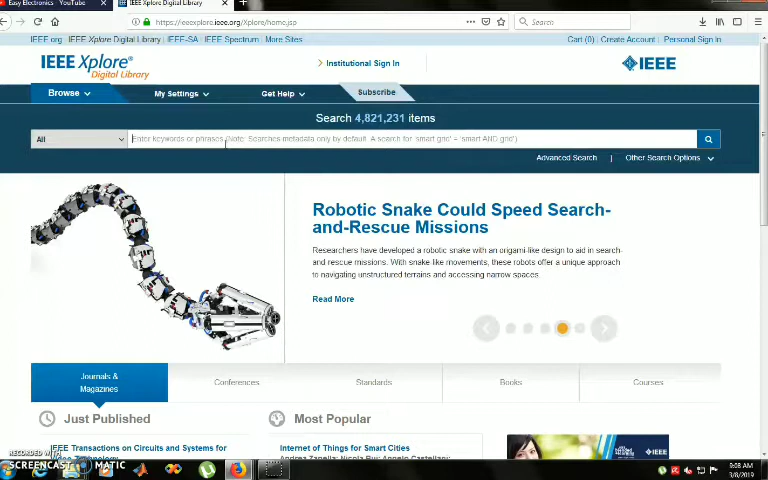 Easy Electronics - YouTube
IEEE Xplore Digital Library
https://ieeexplore.ieee.org/Xplore/home.jsp
Search
IEEE.org IEEE Xplore Digital Library IEEE-SA IEEE Spectrum More Sites
Cart (0) Create Account Personal Sign In
IEEE Xplore®
Digital Library
Institutional Sign In
IEEE
Browse
My Settings
Get Help
Subscribe
Search 4,821,231 items
All
Enter keywords or phrases (Note: Searches metadata only by default. A search for 'smart grid' = 'smart AND grid')
Advanced Search | Other Search Options
Robotic Snake Could Speed Search-
and-Rescue Missions
Researchers have developed a robotic snake with an origami-like design to aid in search-
and rescue missions. With snake-like movements, these robots offer a unique approach
to navigating unstructured terrains and accessing narrow spaces.
Read More
Journals &
Magazines
Conferences
Standards
Books
Courses
Just Published
Most Popular
IEEE Transactions on Circuits and Systems for
Internet of Things for Smart Cities
IEEE
RECORDED WITH
SCREENCAST MATIC
9:08 AM
3/8/2019